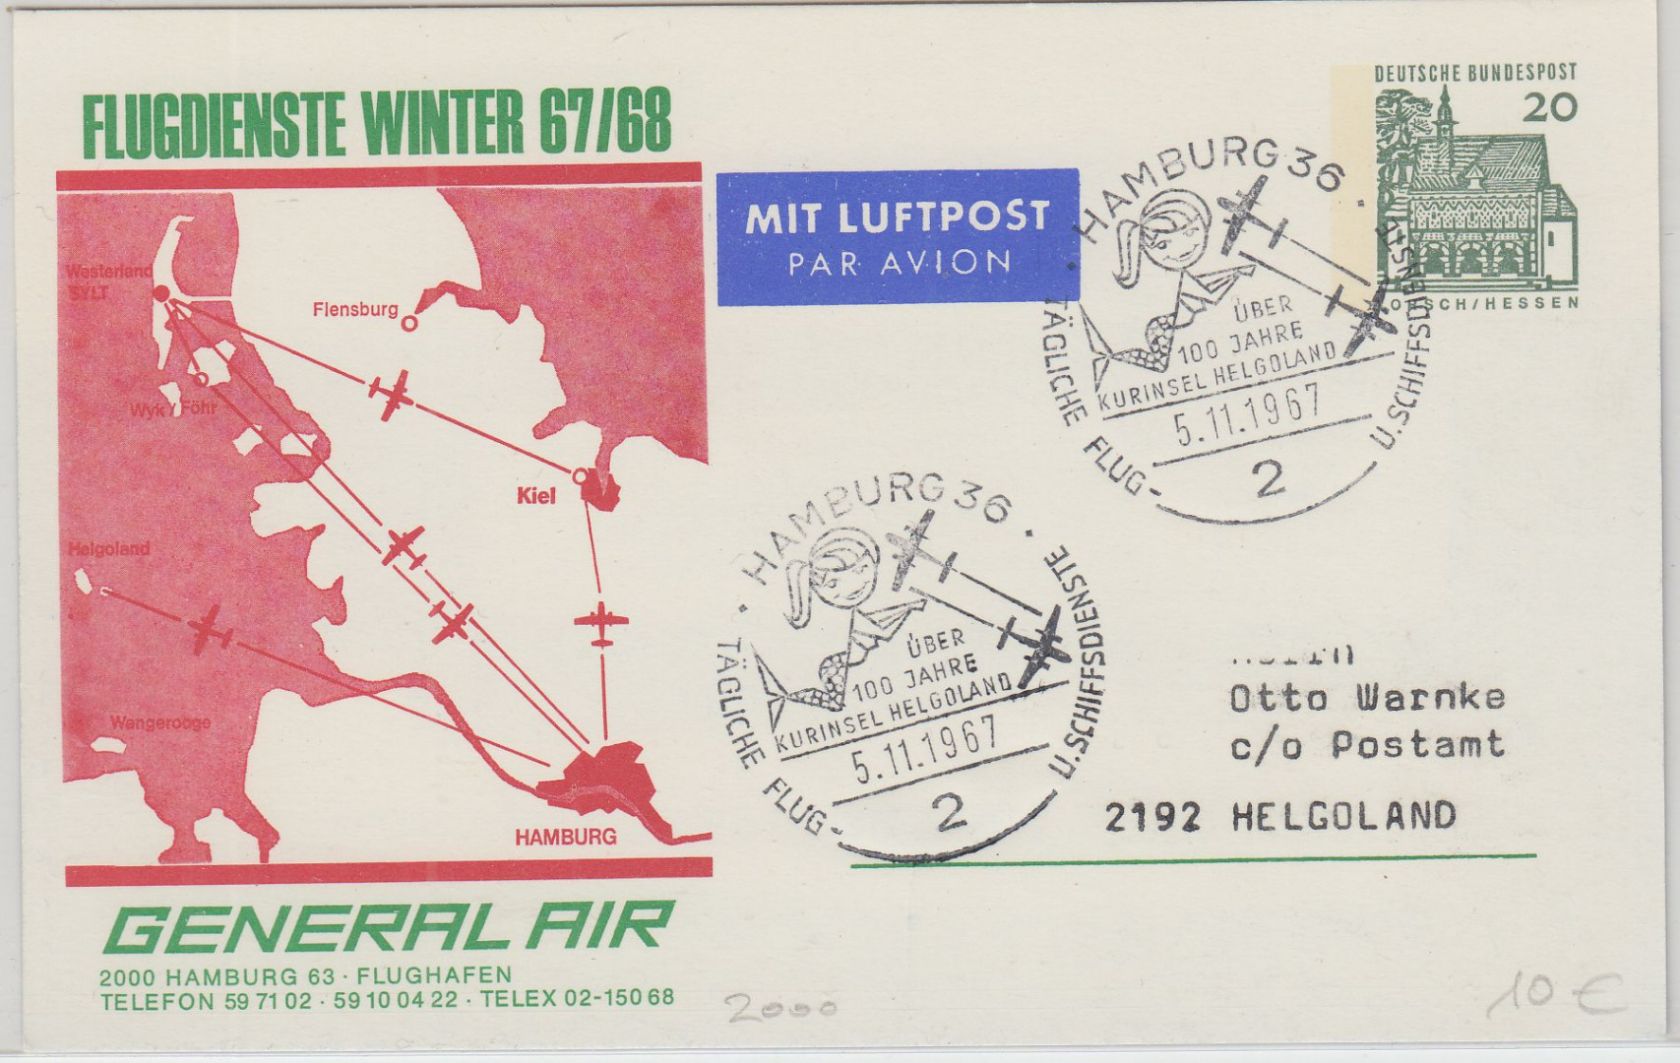 FLUGDIENSTE WINTER 67/68
Westerland
SYLT
Flensburg
Wyk / Föhr
Kiel
Helgoland
Wangerooge
HAMBURG
GENERAL AIR
2000 HAMBURG 63 · FLUGHAFEN
TELEFON 59 71 02 · 59 10 04 22 · TELEX 02-150 68
MIT LUFTPOST
PAR AVION
DEUTSCHE BUNDESPOST
20
LORSCH/HESSEN
HAMBURG 36
TÄGLICHE FLUG-
U. SCHIFFSDIENSTE
ÜBER
100 JAHRE
KURINSEL HELGOLAND
5.11.1967
2
HAMBURG 36
TÄGLICHE FLUG-
U. SCHIFFSDIENSTE
ÜBER
100 JAHRE
KURINSEL HELGOLAND
5.11.1967
2
Otto Warnke
c/o Postamt
2192 HELGOLAND
2000
10 €